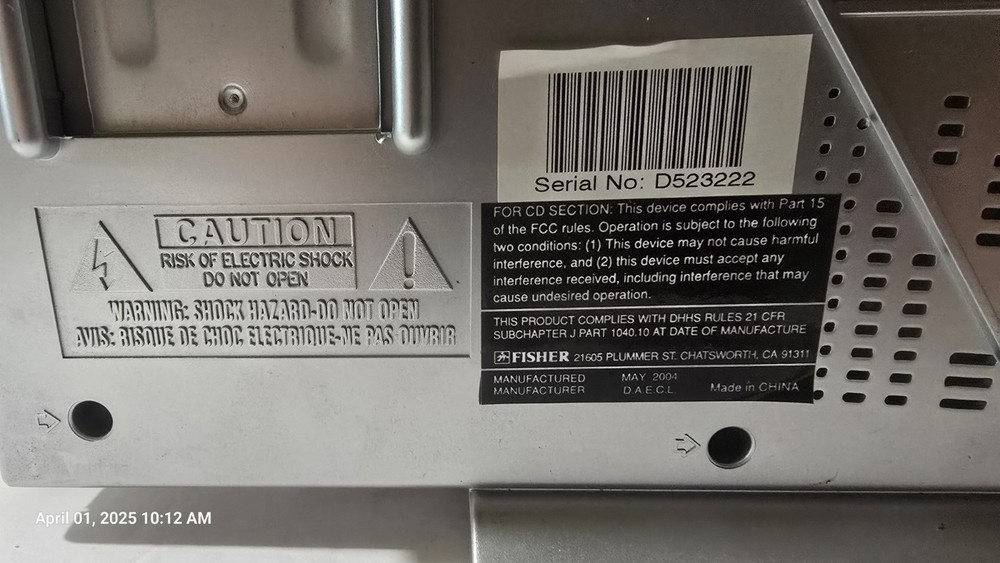 Serial No: D523222
CAUTION
RISK OF ELECTRIC SHOCK
DO NOT OPEN
WARNING: SHOCK HAZARD-DO NOT OPEN
AVIS: RISQUE DE CHOC ELECTRIQUE-NE PAS OUVRIR
FOR CD SECTION: This device complies with Part 15
of the FCC rules. Operation is subject to the following
two conditions: (1) This device may not cause harmful
interference, and (2) this device must accept any
interference received, including interference that may
cause undesired operation.
THIS PRODUCT COMPLIES WITH DHHS RULES 21 CFR
SUBCHAPTER J PART 1040.10 AT DATE OF MANUFACTURE
FISHER 21605 PLUMMER ST. CHATSWORTH, CA 91311
MANUFACTURED MAY 2004
MANUFACTURER D.A.E.C.L. Made in CHINA
April 01, 2025 10:12 AM